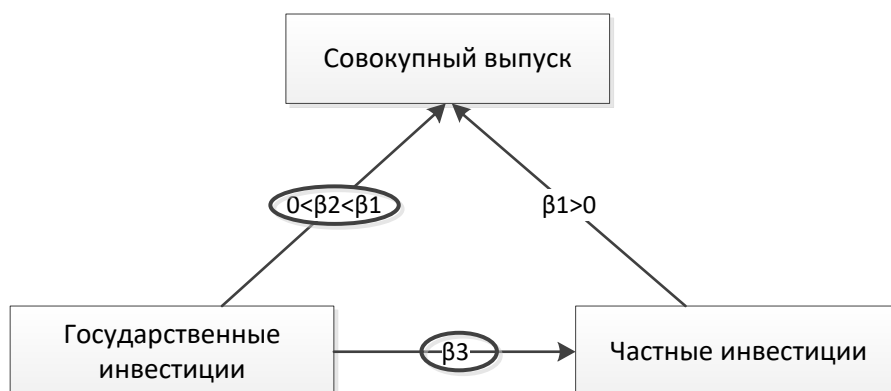 Совокупный выпуск
0<β2<β1
β1>0
Государственные
инвестиции
β3
Частные инвестиции